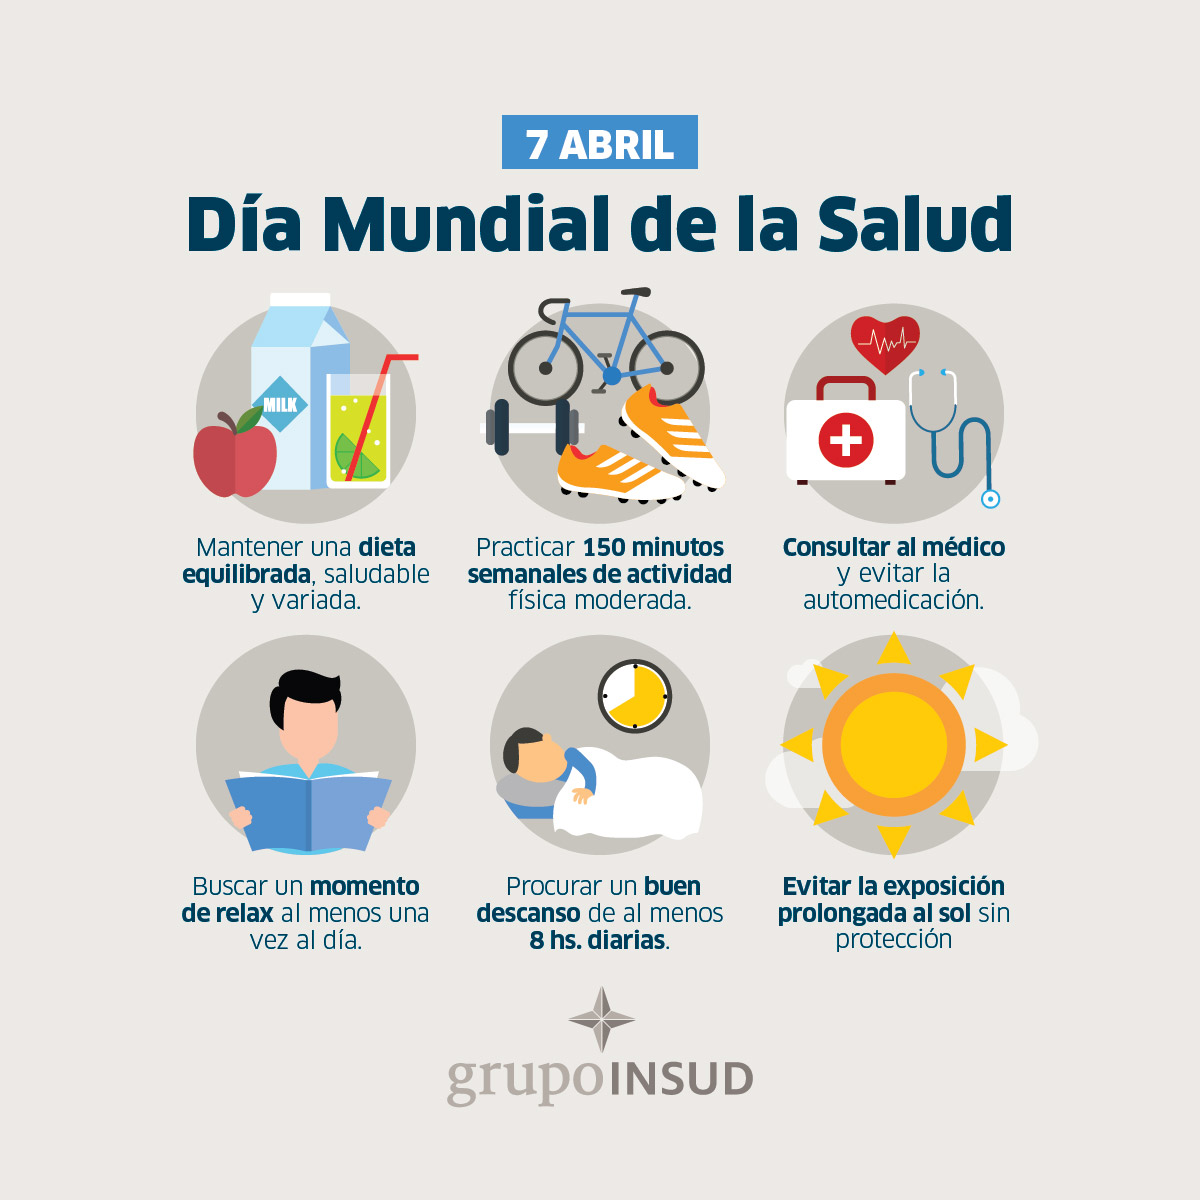 7 ABRIL
Día Mundial de la Salud
MILK
Mantener una dieta
equilibrada, saludable
y variada.
Practicar 150 minutos
semanales de actividad
física moderada.
Consultar al médico
y evitar la
automedicación.
Buscar un momento
de relax al menos una
vez al día.
Procurar un buen
descanso de al menos
8 hs. diarias.
Evitar la exposición
prolongada al sol sin
protección
grupoINSUD